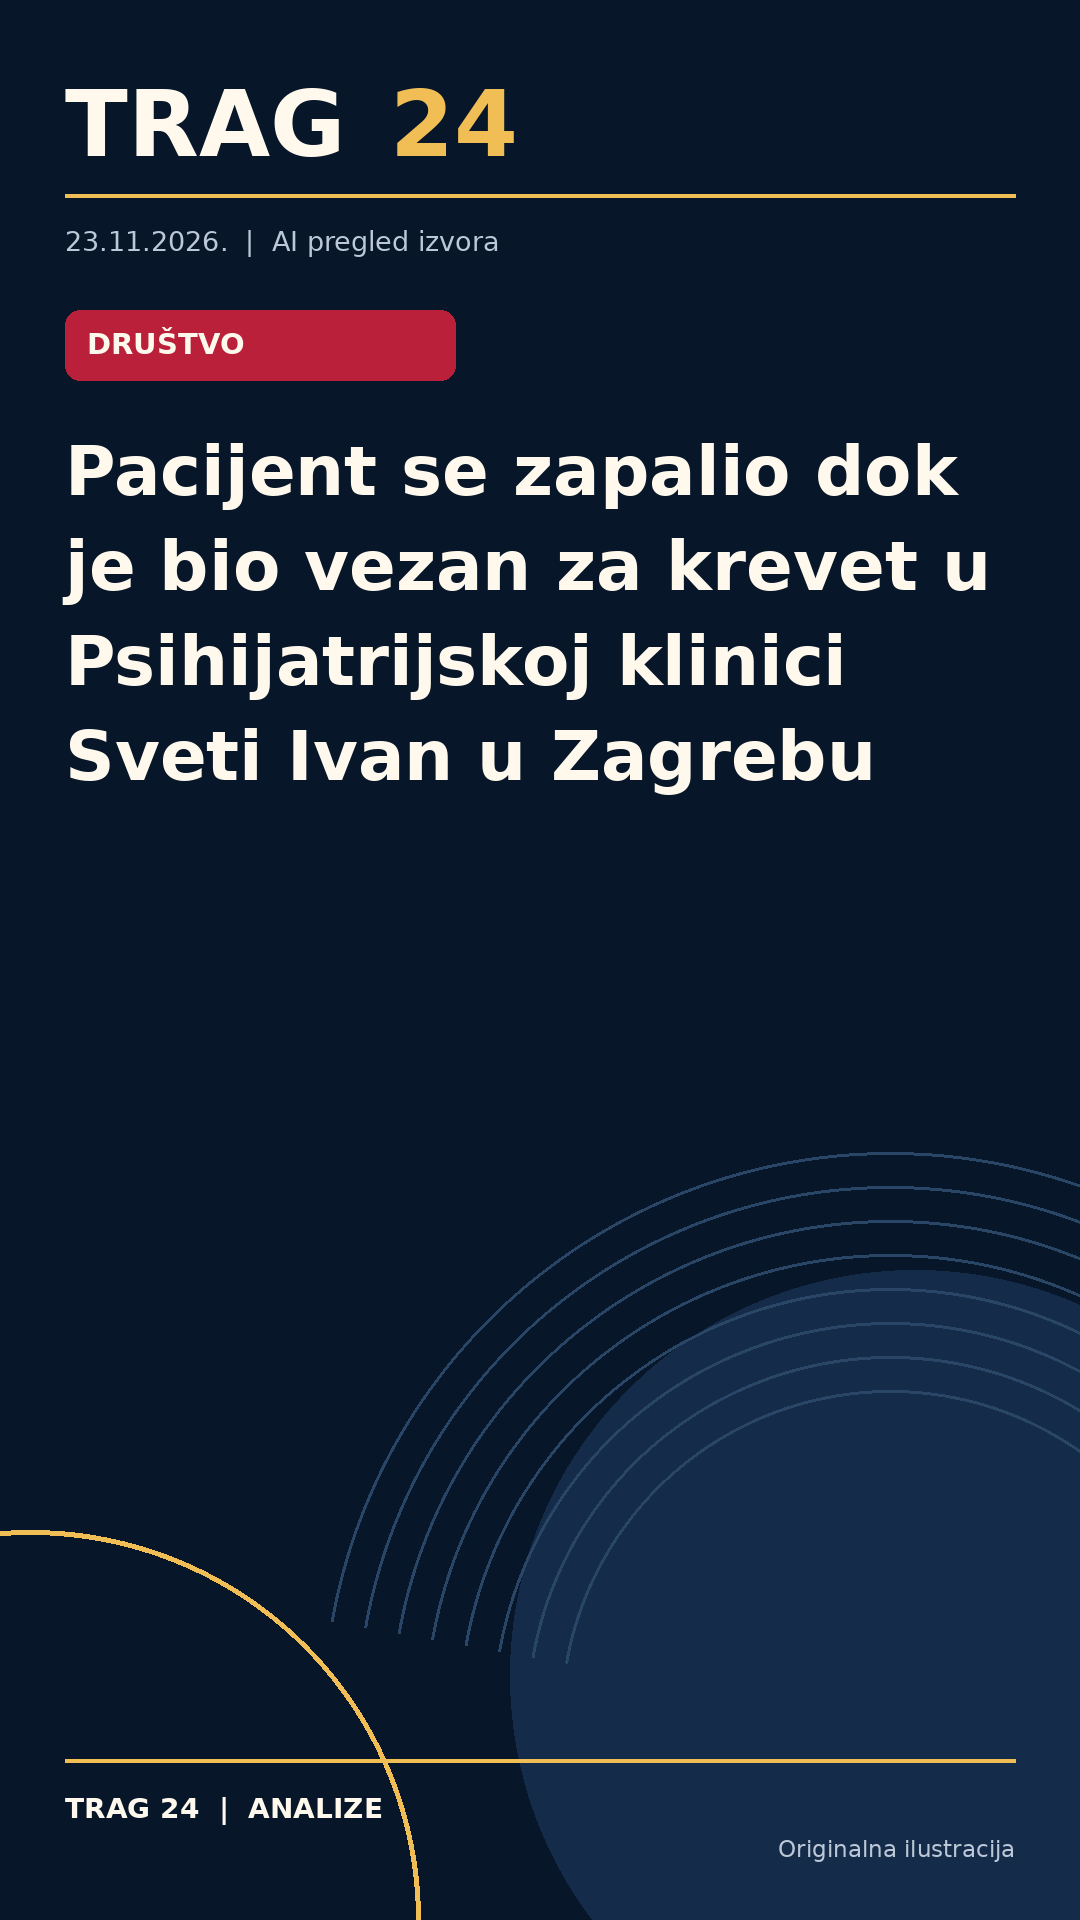 TRAG 24
23.11.2026. | AI pregled izvora
DRUŠTVO
Pacijent se zapalio dok
je bio vezan za krevet u
Psihijatrijskoj klinici
Sveti Ivan u Zagrebu
TRAG 24 | ANALIZE
Originalna ilustracija